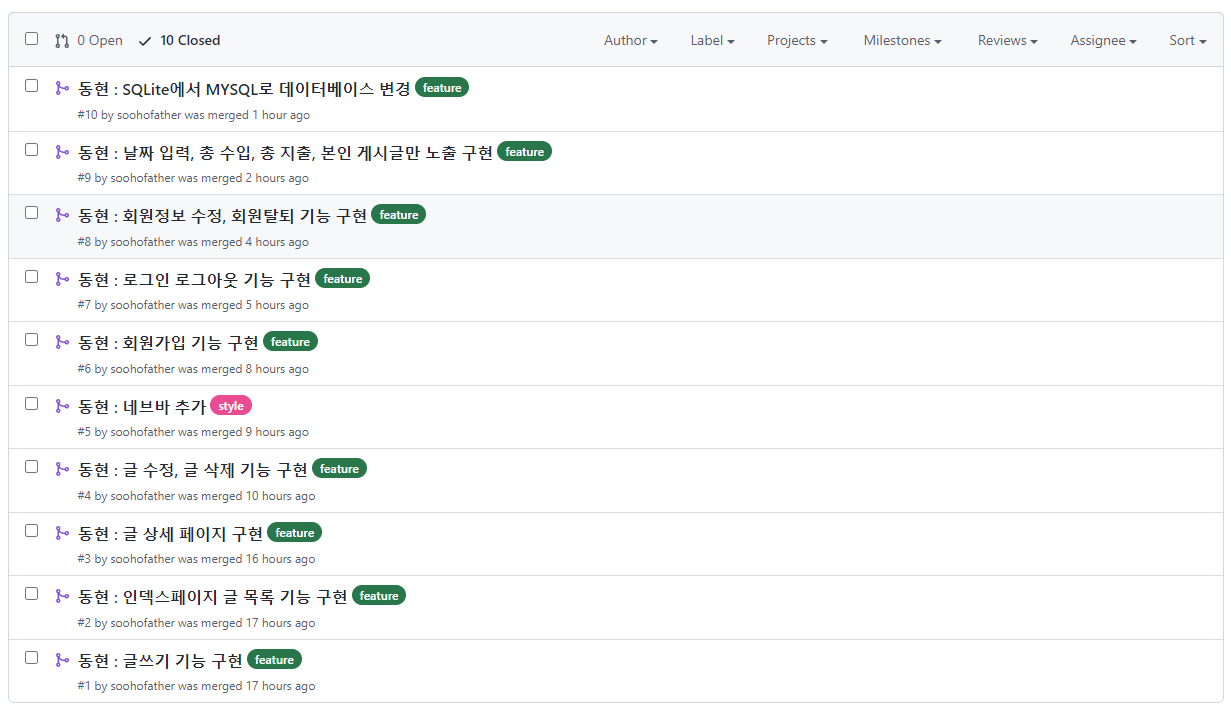 0 Open 10 Closed Author Label Projects Milestones Reviews Assignee Sort
동현 : SQLite에서 MYSQL로 데이터베이스 변경 feature
#10 by soohofather was merged 1 hour ago
동현 : 날짜 입력, 총 수입, 총 지출, 본인 게시글만 노출 구현 feature
#9 by soohofather was merged 2 hours ago
동현 : 회원정보 수정, 회원탈퇴 기능 구현 feature
#8 by soohofather was merged 4 hours ago
동현 : 로그인 로그아웃 기능 구현 feature
#7 by soohofather was merged 5 hours ago
동현 : 회원가입 기능 구현 feature
#6 by soohofather was merged 8 hours ago
동현 : 네브바 추가 style
#5 by soohofather was merged 9 hours ago
동현 : 글 수정, 글 삭제 기능 구현 feature
#4 by soohofather was merged 10 hours ago
동현 : 글 상세 페이지 구현 feature
#3 by soohofather was merged 16 hours ago
동현 : 인덱스페이지 글 목록 기능 구현 feature
#2 by soohofather was merged 17 hours ago
동현 : 글쓰기 기능 구현 feature
#1 by soohofather was merged 17 hours ago